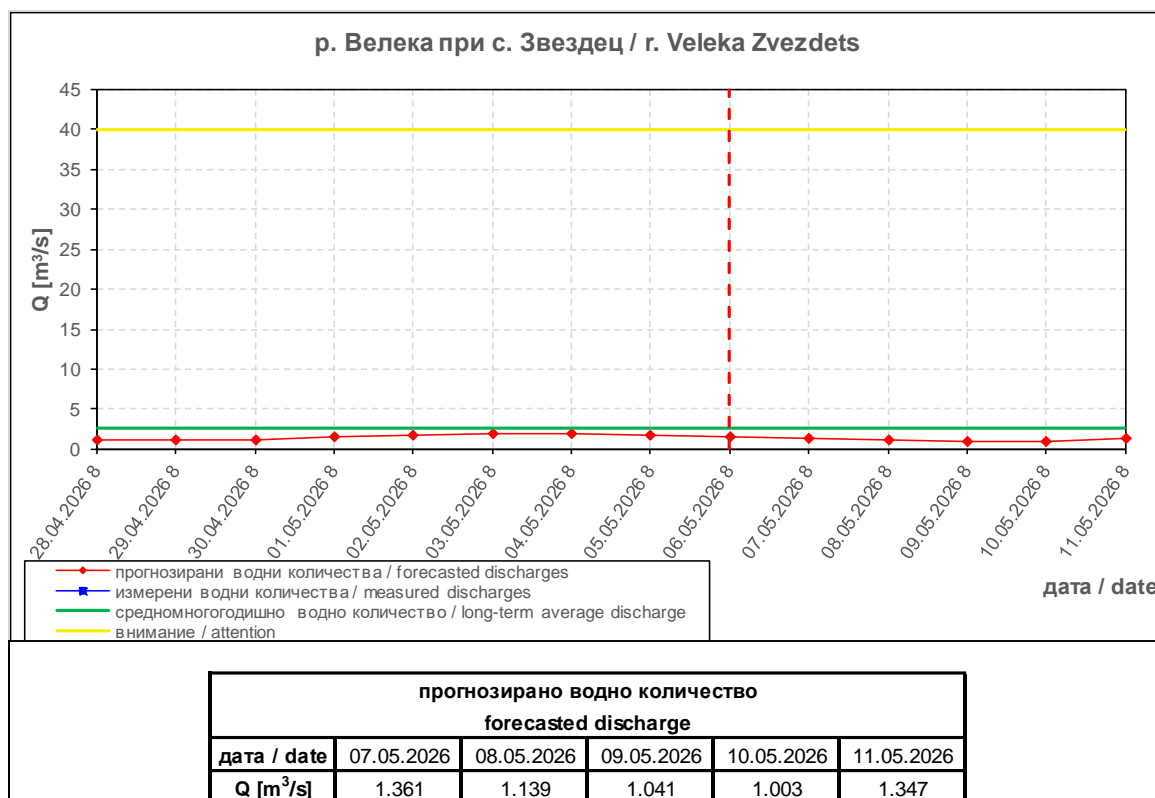 р. Велека при с. Звездец / r. Veleka Zvezdets
45
40
35
30
25
20
15
10
5
0
Q [m³/s]
28.04.2026 8
29.04.2026 8
30.04.2026 8
01.05.2026 8
02.05.2026 8
03.05.2026 8
04.05.2026 8
05.05.2026 8
06.05.2026 8
07.05.2026 8
08.05.2026 8
09.05.2026 8
10.05.2026 8
11.05.2026 8
дата / date
прогнозирани водни количества / forecasted discharges
измерени водни количества / measured discharges
средномногогодишно водно количество / long-term average discharge
внимание / attention
прогнозирано водно количество
forecasted discharge
дата / date 07.05.2026 08.05.2026 09.05.2026 10.05.2026 11.05.2026
Q [m³/s] 1.361 1.139 1.041 1.003 1.347